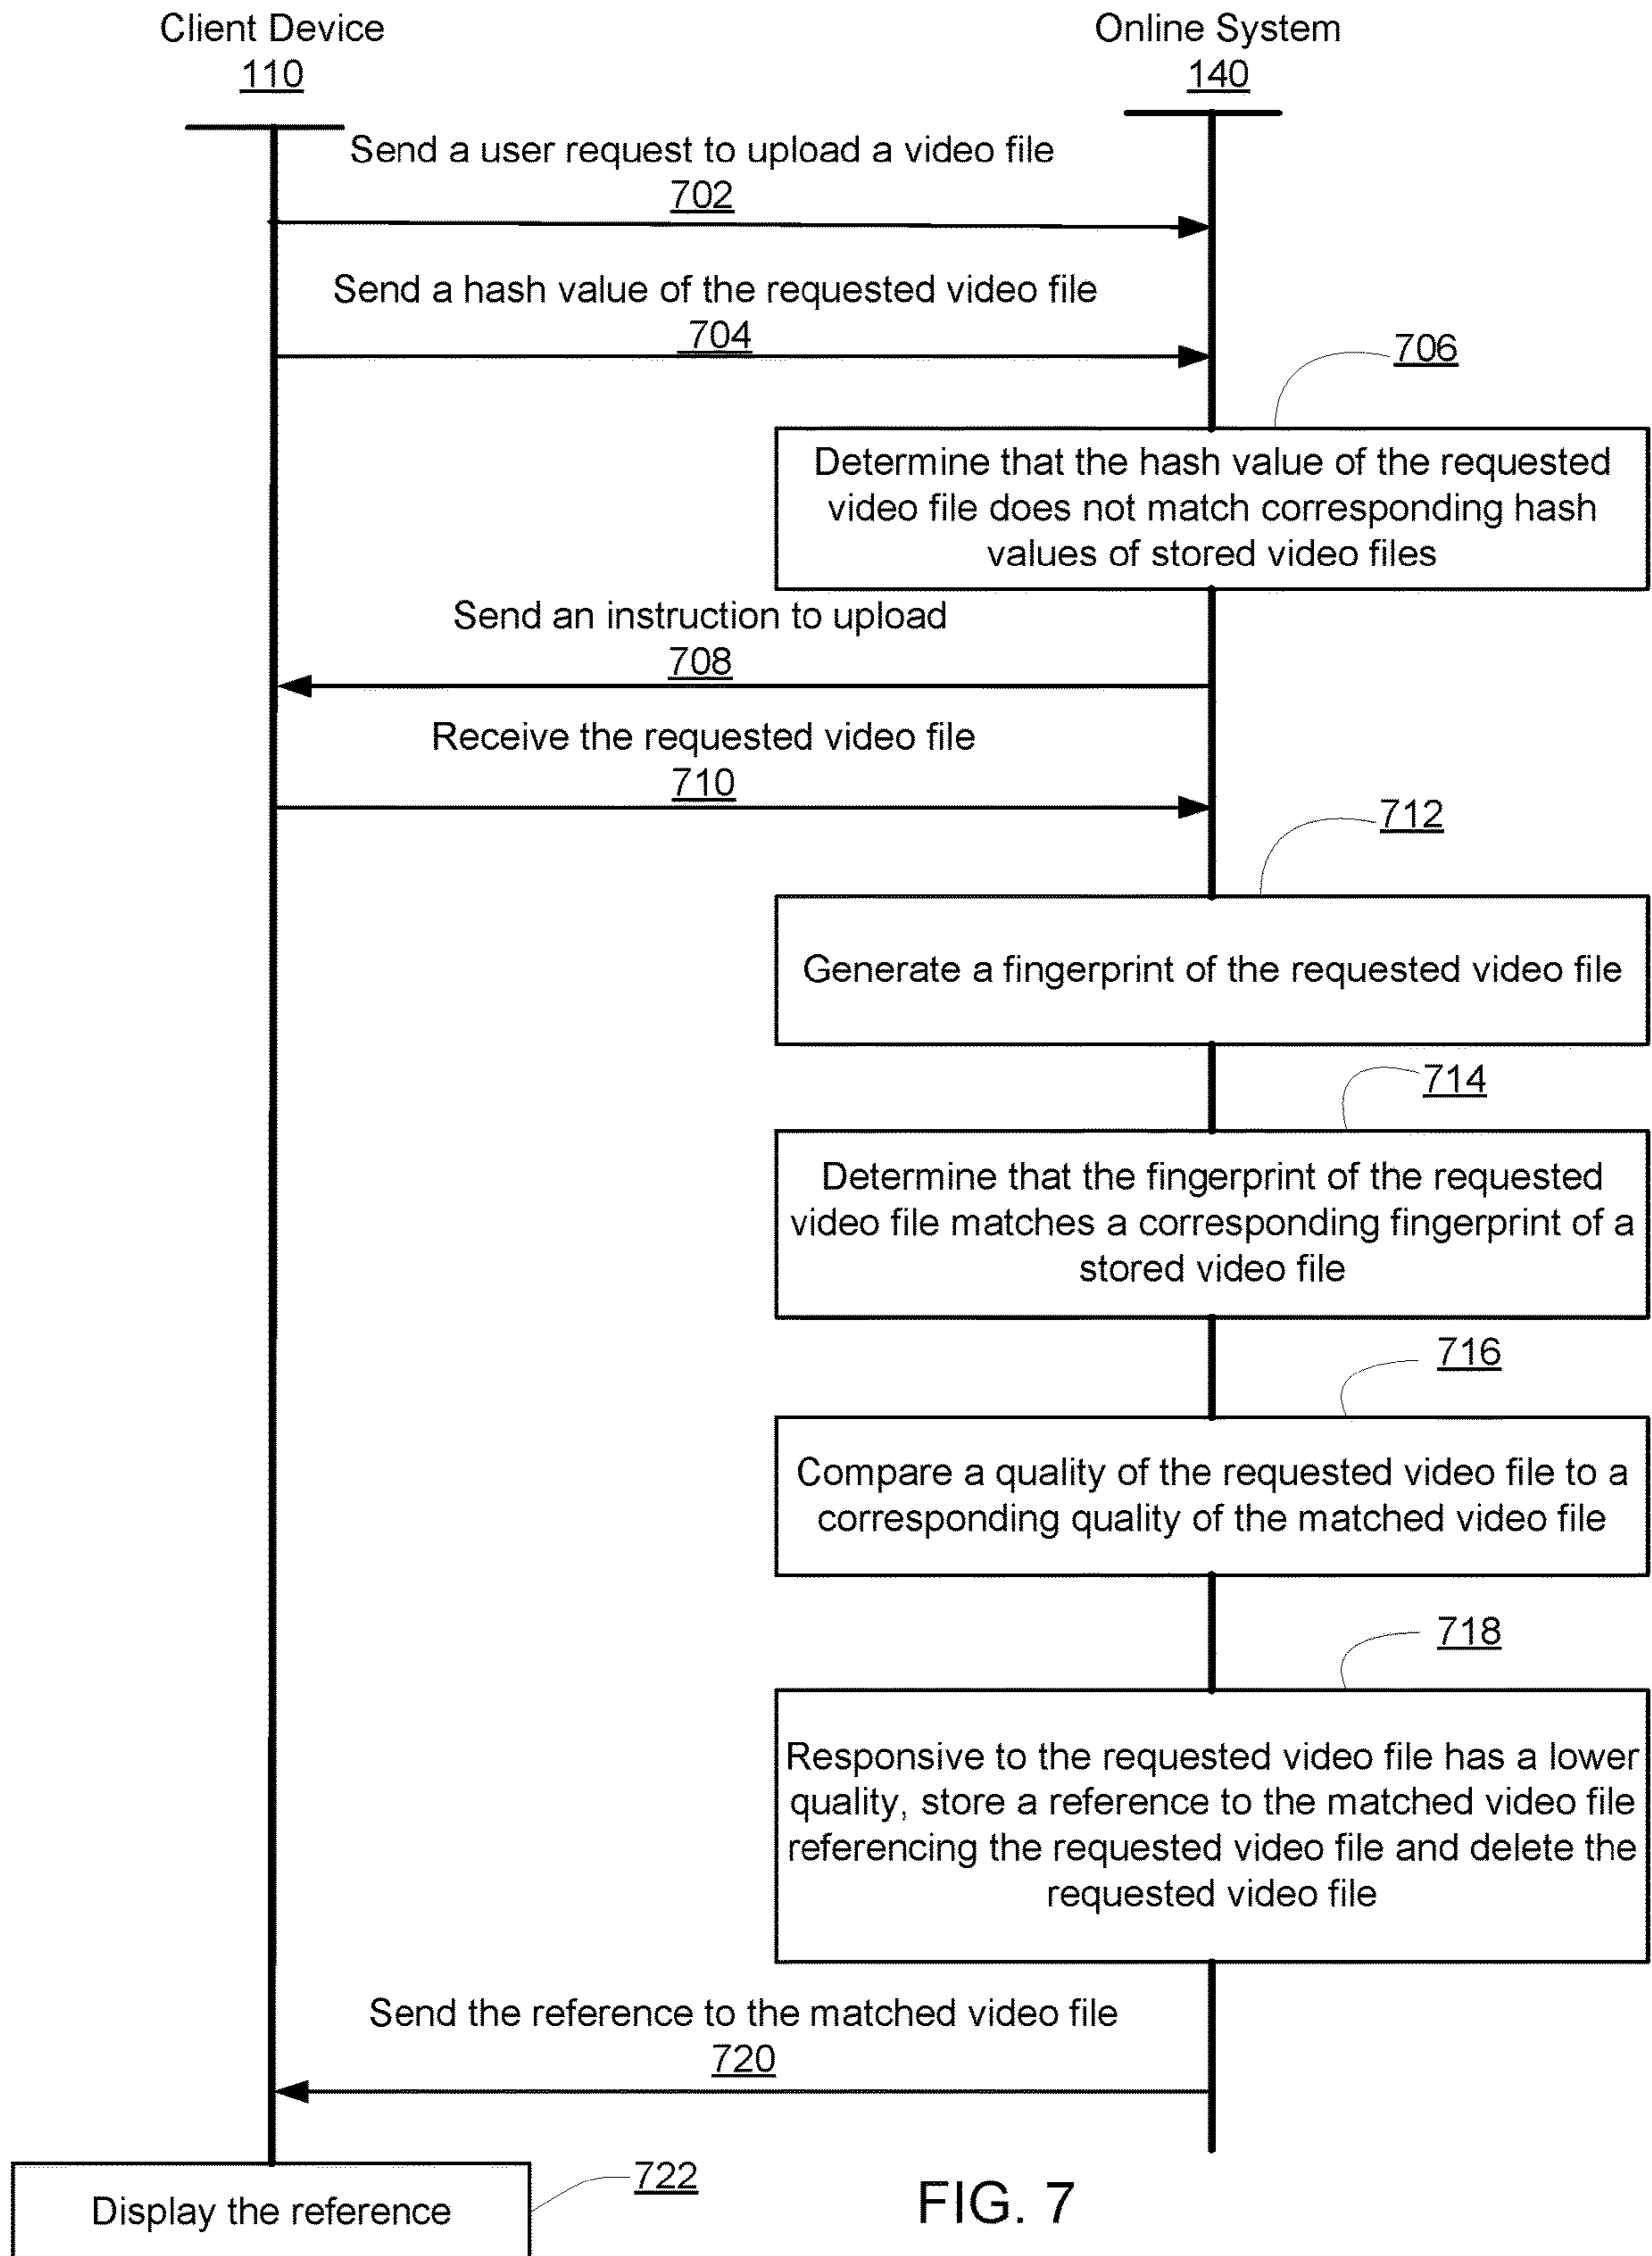 Client Device
110
Online System
140
Send a user request to upload a video file
702
Send a hash value of the requested video file
704
706
Determine that the hash value of the requested
video file does not match corresponding hash
values of stored video files
Send an instruction to upload
708
Receive the requested video file
710
712
Generate a fingerprint of the requested video file
714
Determine that the fingerprint of the requested
video file matches a corresponding fingerprint of a
stored video file
716
Compare a quality of the requested video file to a
corresponding quality of the matched video file
718
Responsive to the requested video file has a lower
quality, store a reference to the matched video file
referencing the requested video file and delete the
requested video file
Send the reference to the matched video file
720
722
Display the reference
FIG. 7